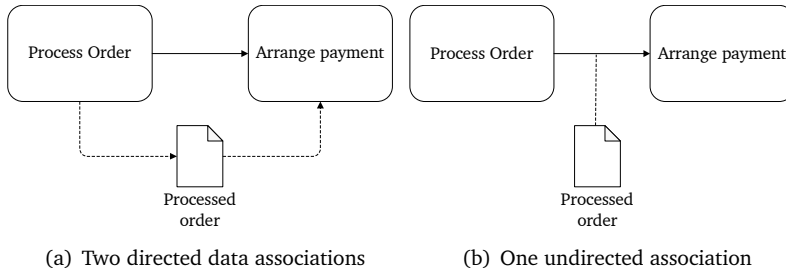 Process Order
Arrange payment
Processed
order
(a) Two directed data associations
Process Order
Arrange payment
Processed
order
(b) One undirected association